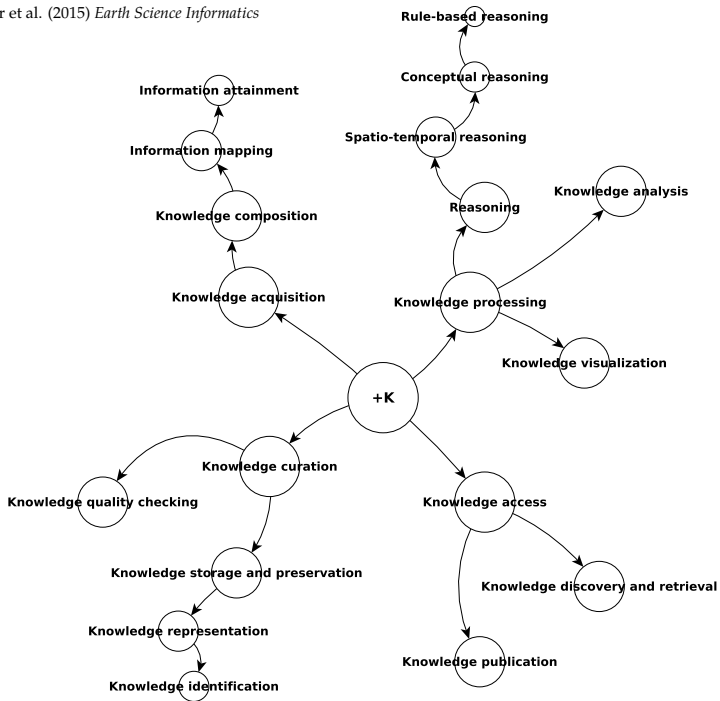 r et al. (2015) Earth Science Informatics
Rule-based reasoning
Conceptual reasoning
Information attainment
Spatio-temporal reasoning
Information mapping
Knowledge analysis
Reasoning
Knowledge composition
Knowledge acquisition
Knowledge processing
Knowledge visualization
+K
Knowledge curation
Knowledge quality checking
Knowledge access
Knowledge storage and preservation
Knowledge discovery and retrieval
Knowledge representation
Knowledge publication
Knowledge identification